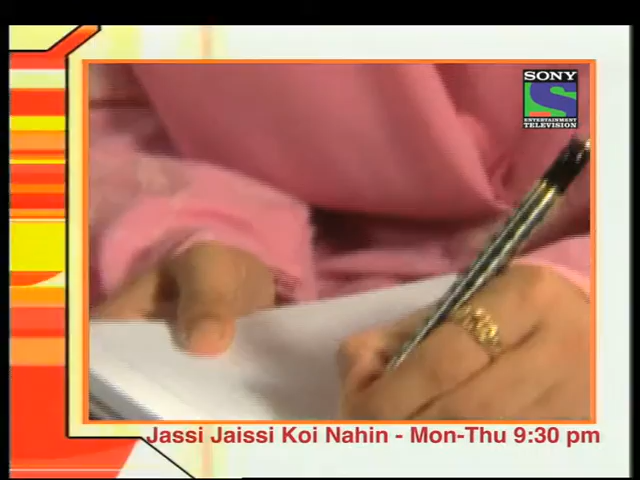 SONY
ENTERTAINMENT
TELEVISION
Jassi Jaissi Koi Nahin - Mon-Thu 9:30 pm